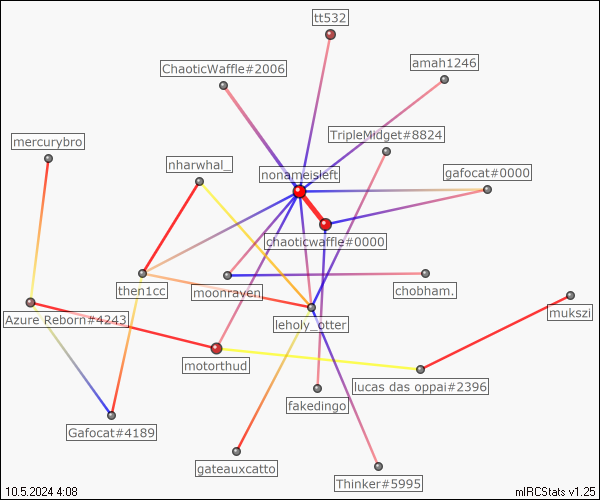 tt532
ChaoticWaffle#2006
amah1246
TripleMidget#8824
mercurybro
nharwhal_
nonameisleft
gafocat#0000
chaoticwaffle#0000
then1cc
moonraven
chobham.
mukszi
Azure Reborn#4243
leholy_otter
motorthud
lucas das oppai#2396
fakedingo
Gafocat#4189
gateauxcatto
Thinker#5995
10.5.2024 4:08
mIRCStats v1.25